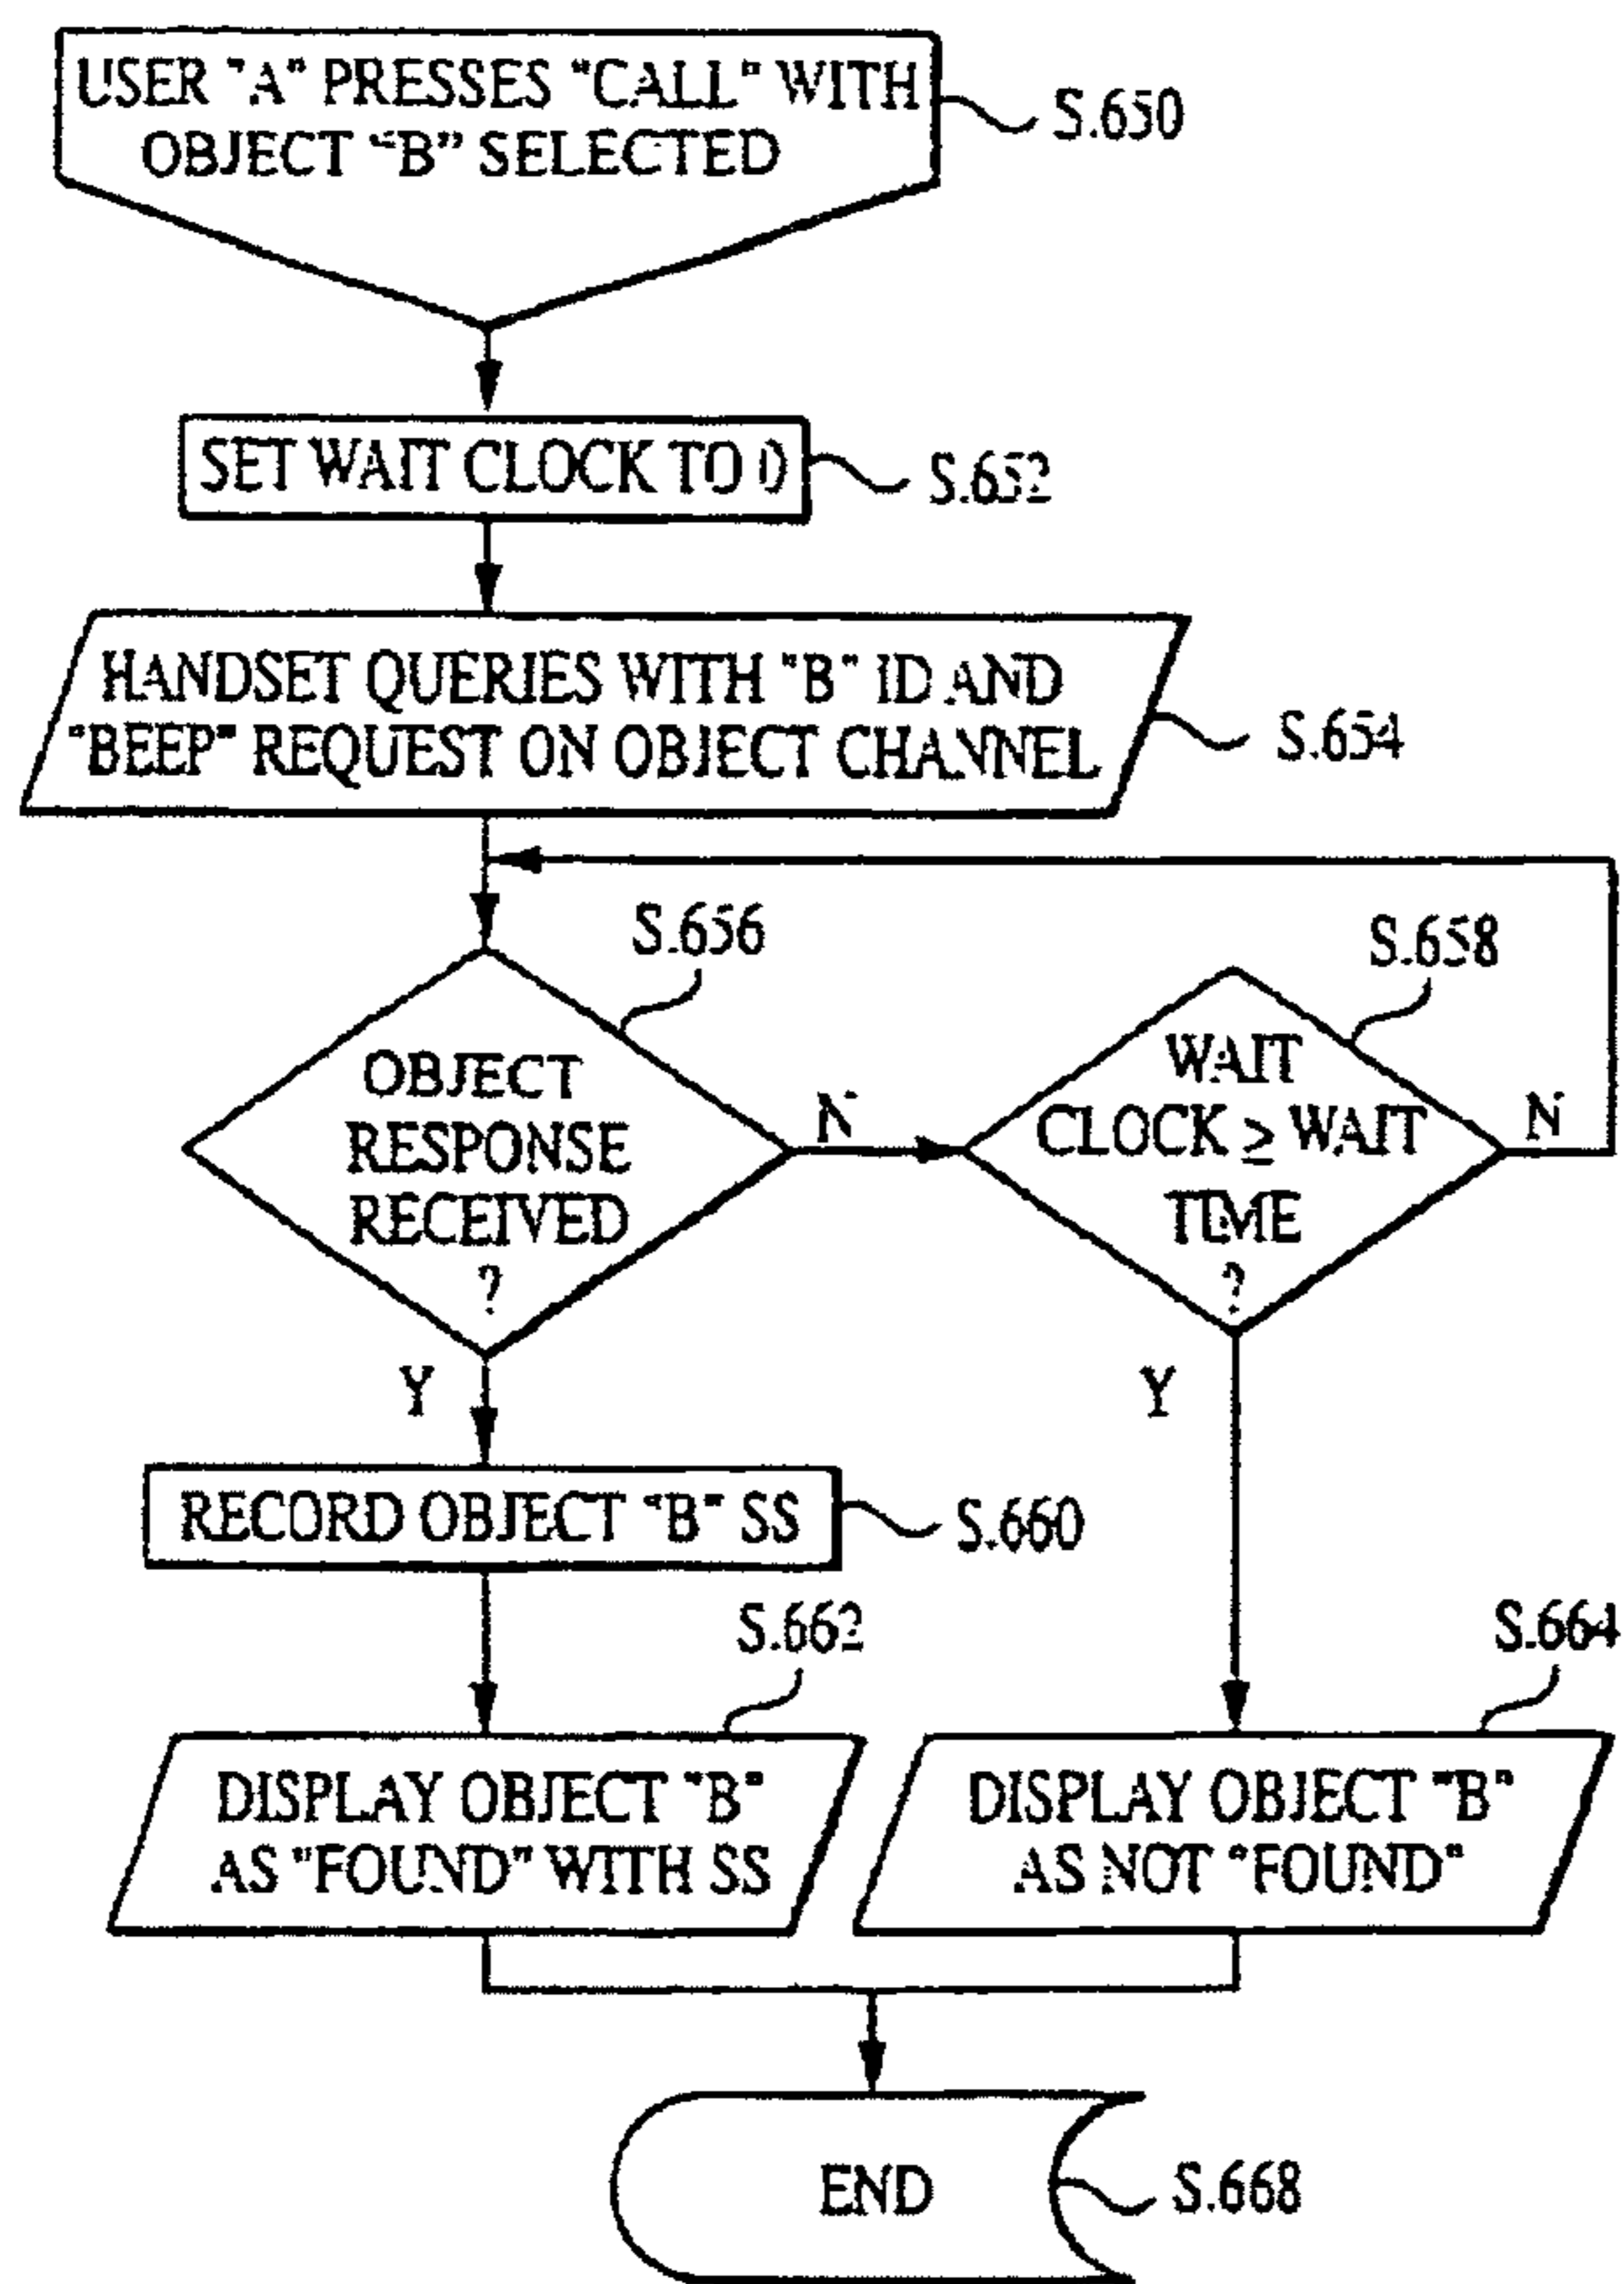 USER "A" PRESSES "CALL" WITH
OBJECT "B" SELECTED
S.650
SET WAIT CLOCK TO 0
S.652
HANDSET QUERIES WITH "B" ID AND
"BEEP" REQUEST ON OBJECT CHANNEL
S.654
S.656
S.658
OBJECT
RESPONSE
RECEIVED
?
N
WAIT
CLOCK ≥ WAIT
TIME
?
N
Y
Y
RECORD OBJECT "B" SS
S.660
S.662
S.664
DISPLAY OBJECT "B"
AS "FOUND" WITH SS
DISPLAY OBJECT "B"
AS NOT "FOUND"
END
S.668